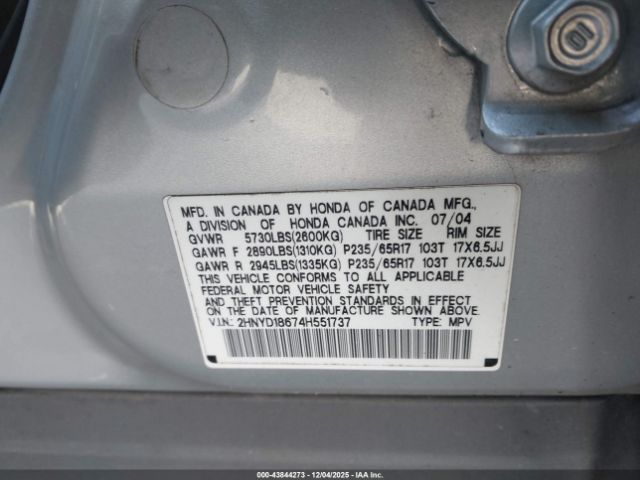 MFD. IN CANADA BY HONDA OF CANADA MFG.,
A DIVISION OF HONDA CANADA INC. 07/04
GVWR 5730LBS(2600KG) TIRE SIZE RIM SIZE
GAWR F 2890LBS(1310KG) P235/65R17 103T 17X6.5JJ
GAWR R 2945LBS(1335KG) P235/65R17 103T 17X6.5JJ
THIS VEHICLE CONFORMS TO ALL APPLICABLE
FEDERAL MOTOR VEHICLE SAFETY
AND THEFT PREVENTION STANDARDS IN EFFECT
ON THE DATE OF MANUFACTURE SHOWN ABOVE.
V.I.N.: 2HNYD18674H551737 TYPE: MPV
000-43844273 - 12/04/2025 - IAAI.COM